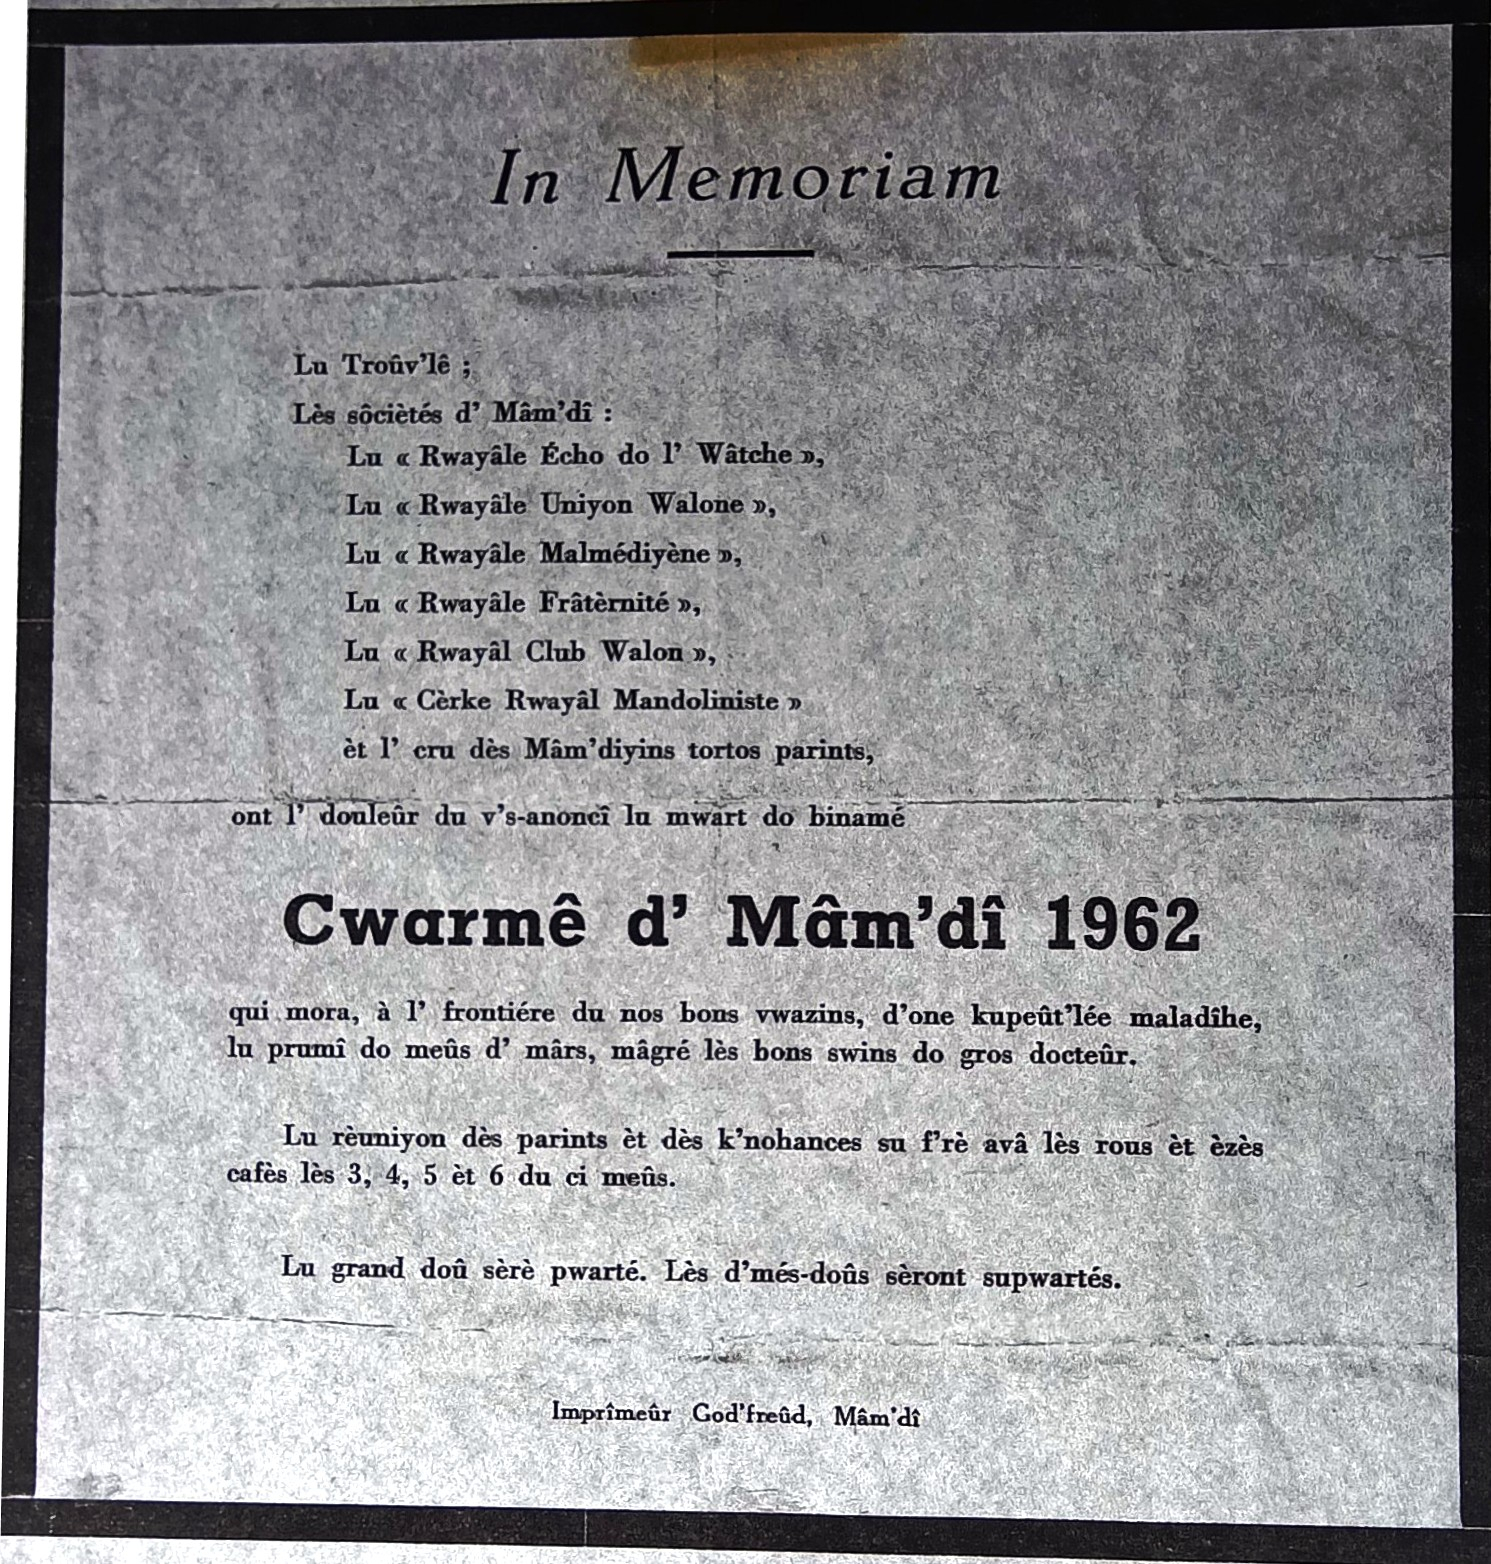 In Memoriam
Lu Troûv'lê ;
Lès sôciètés d' Mâm'dî :
Lu « Rwayâle Écho do l' Wâtche »,
Lu « Rwayâle Uniyon Walone »,
Lu « Rwayâle Malmédiyène »,
Lu « Rwayâle Frâtèrnité »,
Lu « Rwayâl Club Walon »,
Lu « Cèrke Rwayâl Mandoliniste »
èt l' cru dès Mâm'diyins tortos parints,
ont l' douleûr du v's-anoncî lu mwart do binamé
Cwarmê d' Mâm'dî 1962
qui mora, à l' frontiére du nos bons vwazins, d'one kupeût'lée maladîhe,
lu prumî do meûs d' mârs, mâgré lès bons swins do gros docteûr.
Lu rèuniyon dès parints èt dès k'nohances su f'rè avâ lès rous èt èzès
cafès lès 3, 4, 5 èt 6 du ci meûs.
Lu grand doû sèrè pwarté. Lès d'més-doûs sèront supwartés.
Imprîmeûr God'freûd, Mâm'dî